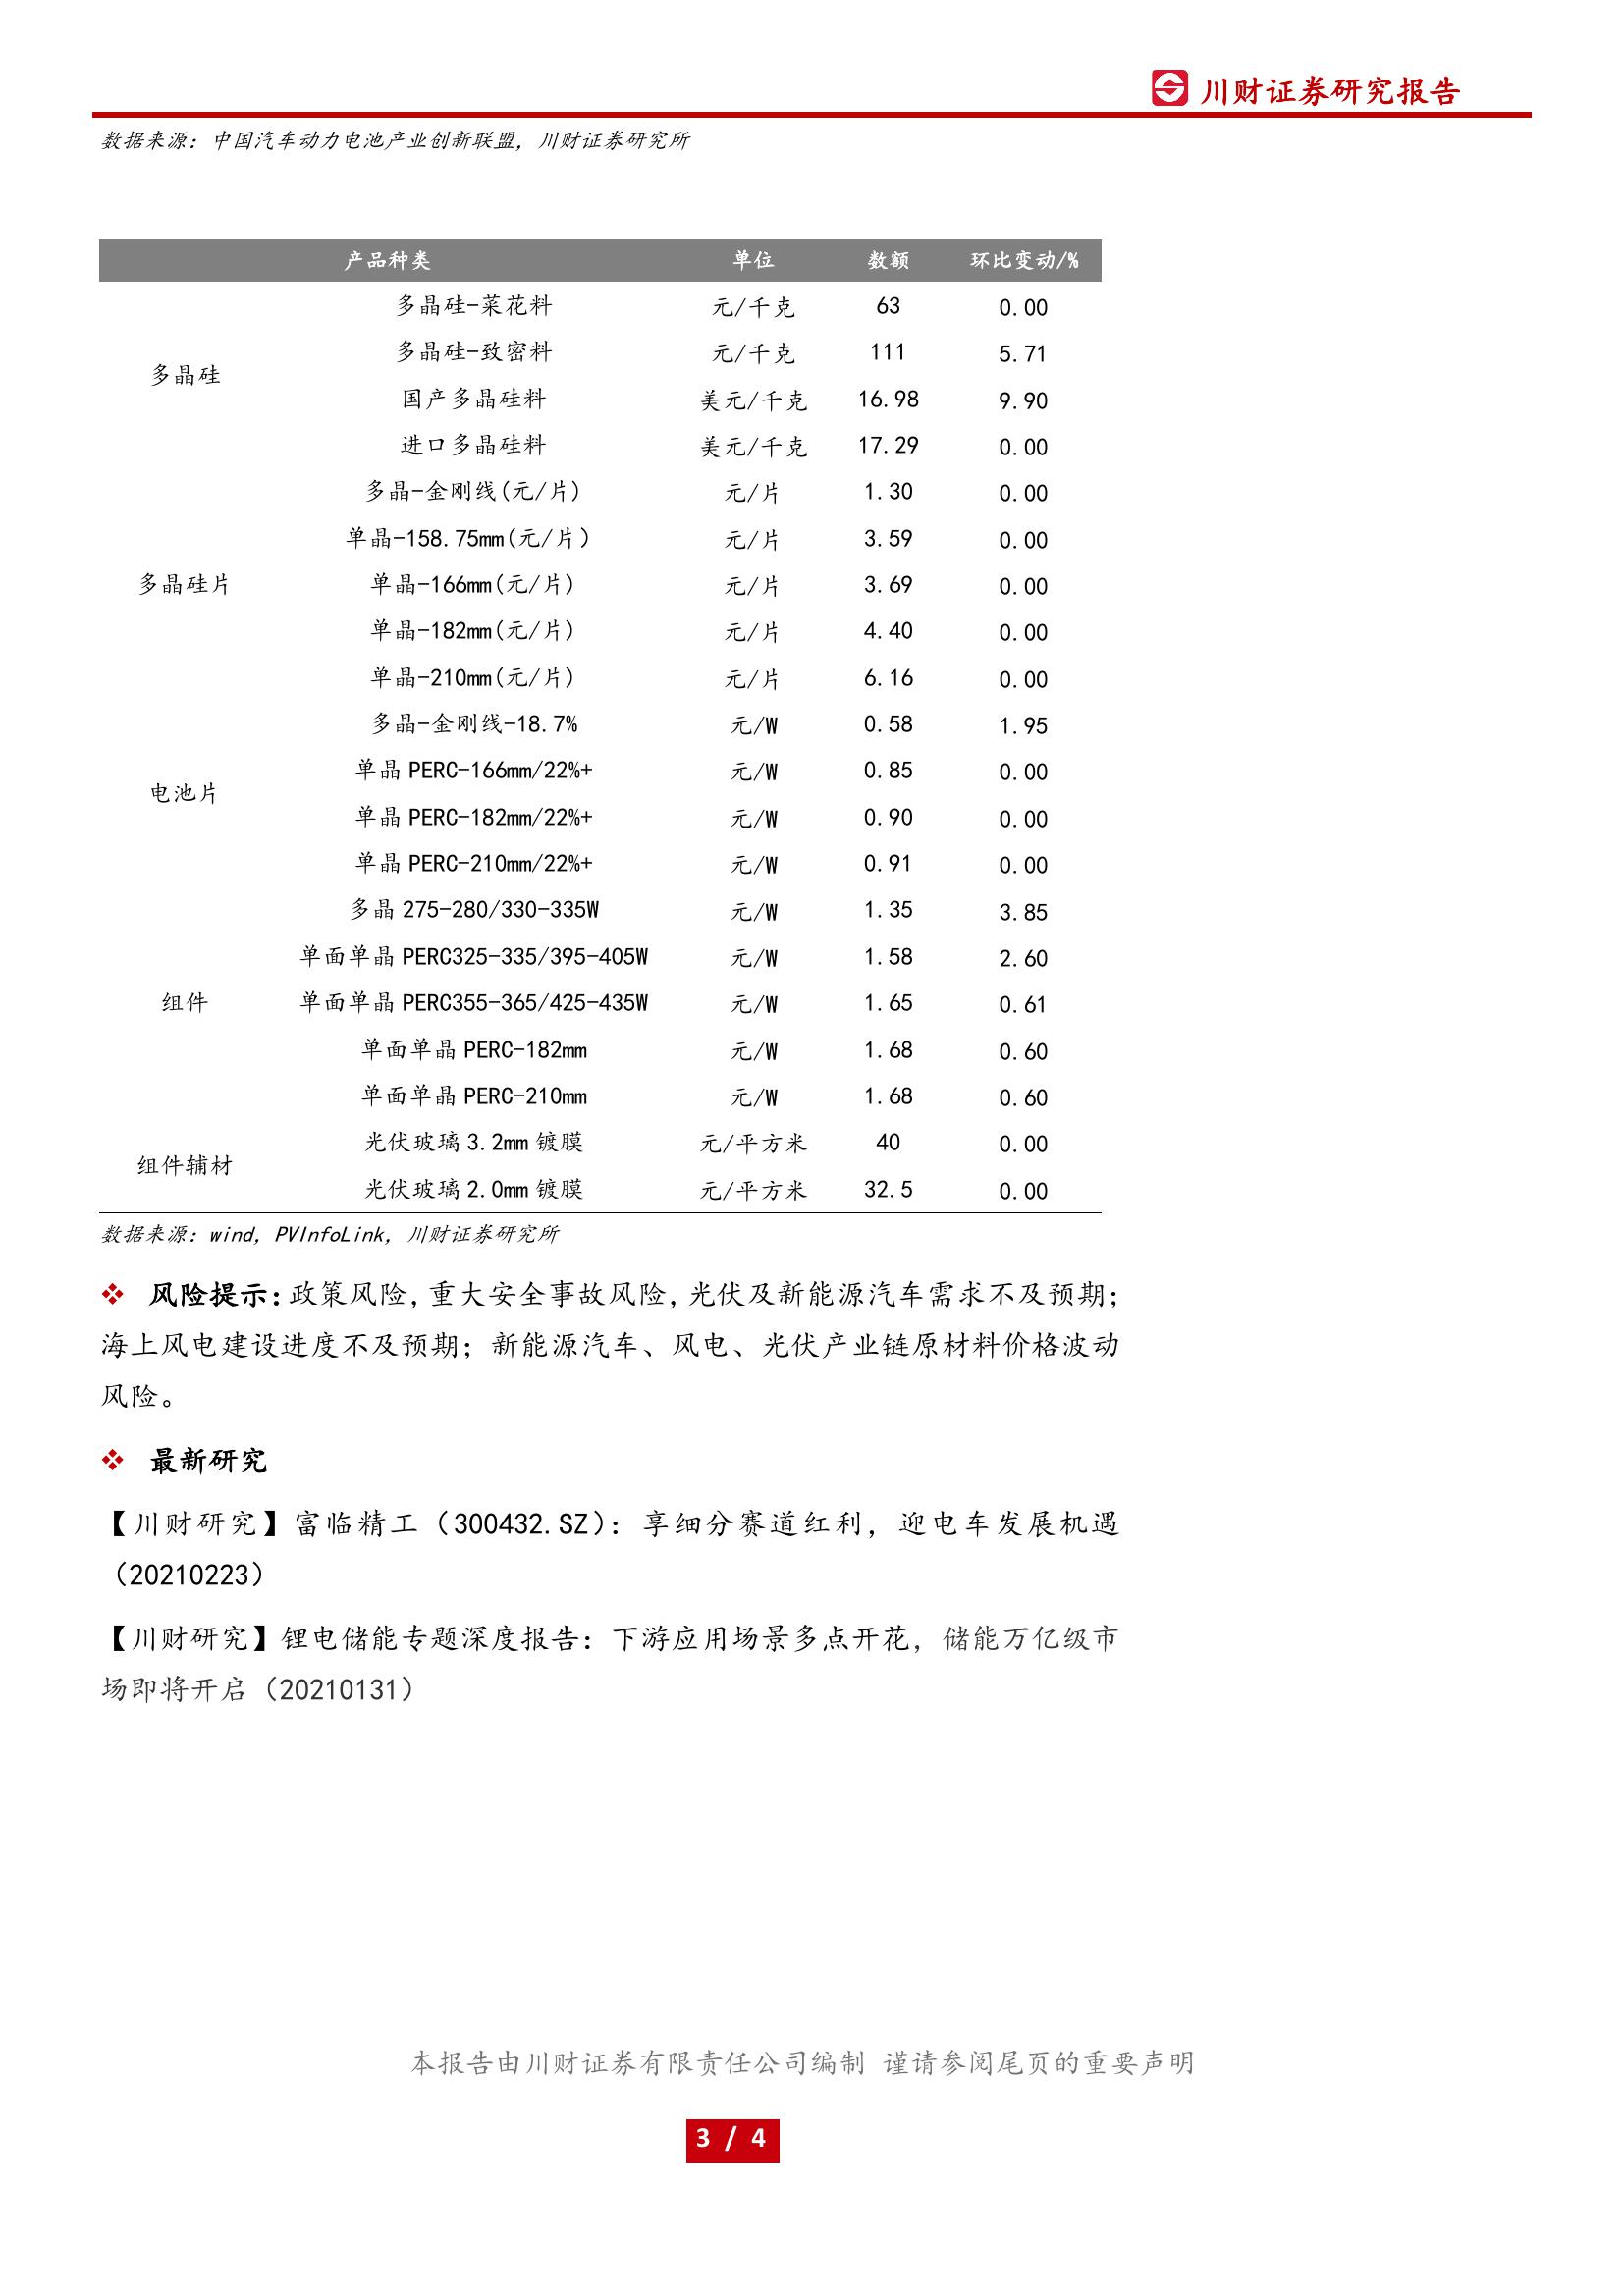 川财证券研究报告
数据来源：中国汽车动力电池产业创新联盟，川财证券研究所
产品种类 单位 数额 环比变动/%
多晶硅-菜花料 元/千克 63 0.00
多晶硅-致密料 元/千克 111 5.71
多晶硅
国产多晶硅料 美元/千克 16.98 9.90
进口多晶硅料 美元/千克 17.29 0.00
多晶-金刚线(元/片) 元/片 1.30 0.00
单晶-158.75mm(元/片) 元/片 3.59 0.00
多晶硅片 单晶-166mm(元/片) 元/片 3.69 0.00
单晶-182mm(元/片) 元/片 4.40 0.00
单晶-210mm(元/片) 元/片 6.16 0.00
多晶-金刚线-18.7% 元/W 0.58 1.95
单晶 PERC-166mm/22%+ 元/W 0.85 0.00
电池片
单晶 PERC-182mm/22%+ 元/W 0.90 0.00
单晶 PERC-210mm/22%+ 元/W 0.91 0.00
多晶 275-280/330-335W 元/W 1.35 3.85
单面单晶 PERC325-335/395-405W 元/W 1.58 2.60
组件 单面单晶 PERC355-365/425-435W 元/W 1.65 0.61
单面单晶 PERC-182mm 元/W 1.68 0.60
单面单晶 PERC-210mm 元/W 1.68 0.60
光伏玻璃 3.2mm 镀膜 元/平方米 40 0.00
组件辅材
光伏玻璃 2.0mm 镀膜 元/平方米 32.5 0.00
数据来源：wind，PVInfoLink，川财证券研究所
❖ 风险提示：政策风险，重大安全事故风险，光伏及新能源汽车需求不及预期；
海上风电建设进度不及预期；新能源汽车、风电、光伏产业链原材料价格波动
风险。
❖ 最新研究
【川财研究】富临精工（300432.SZ）：享细分赛道红利，迎电车发展机遇
（20210223）
【川财研究】锂电储能专题深度报告：下游应用场景多点开花，储能万亿级市
场即将开启（20210131）
本报告由川财证券有限责任公司编制 谨请参阅尾页的重要声明
3 / 4